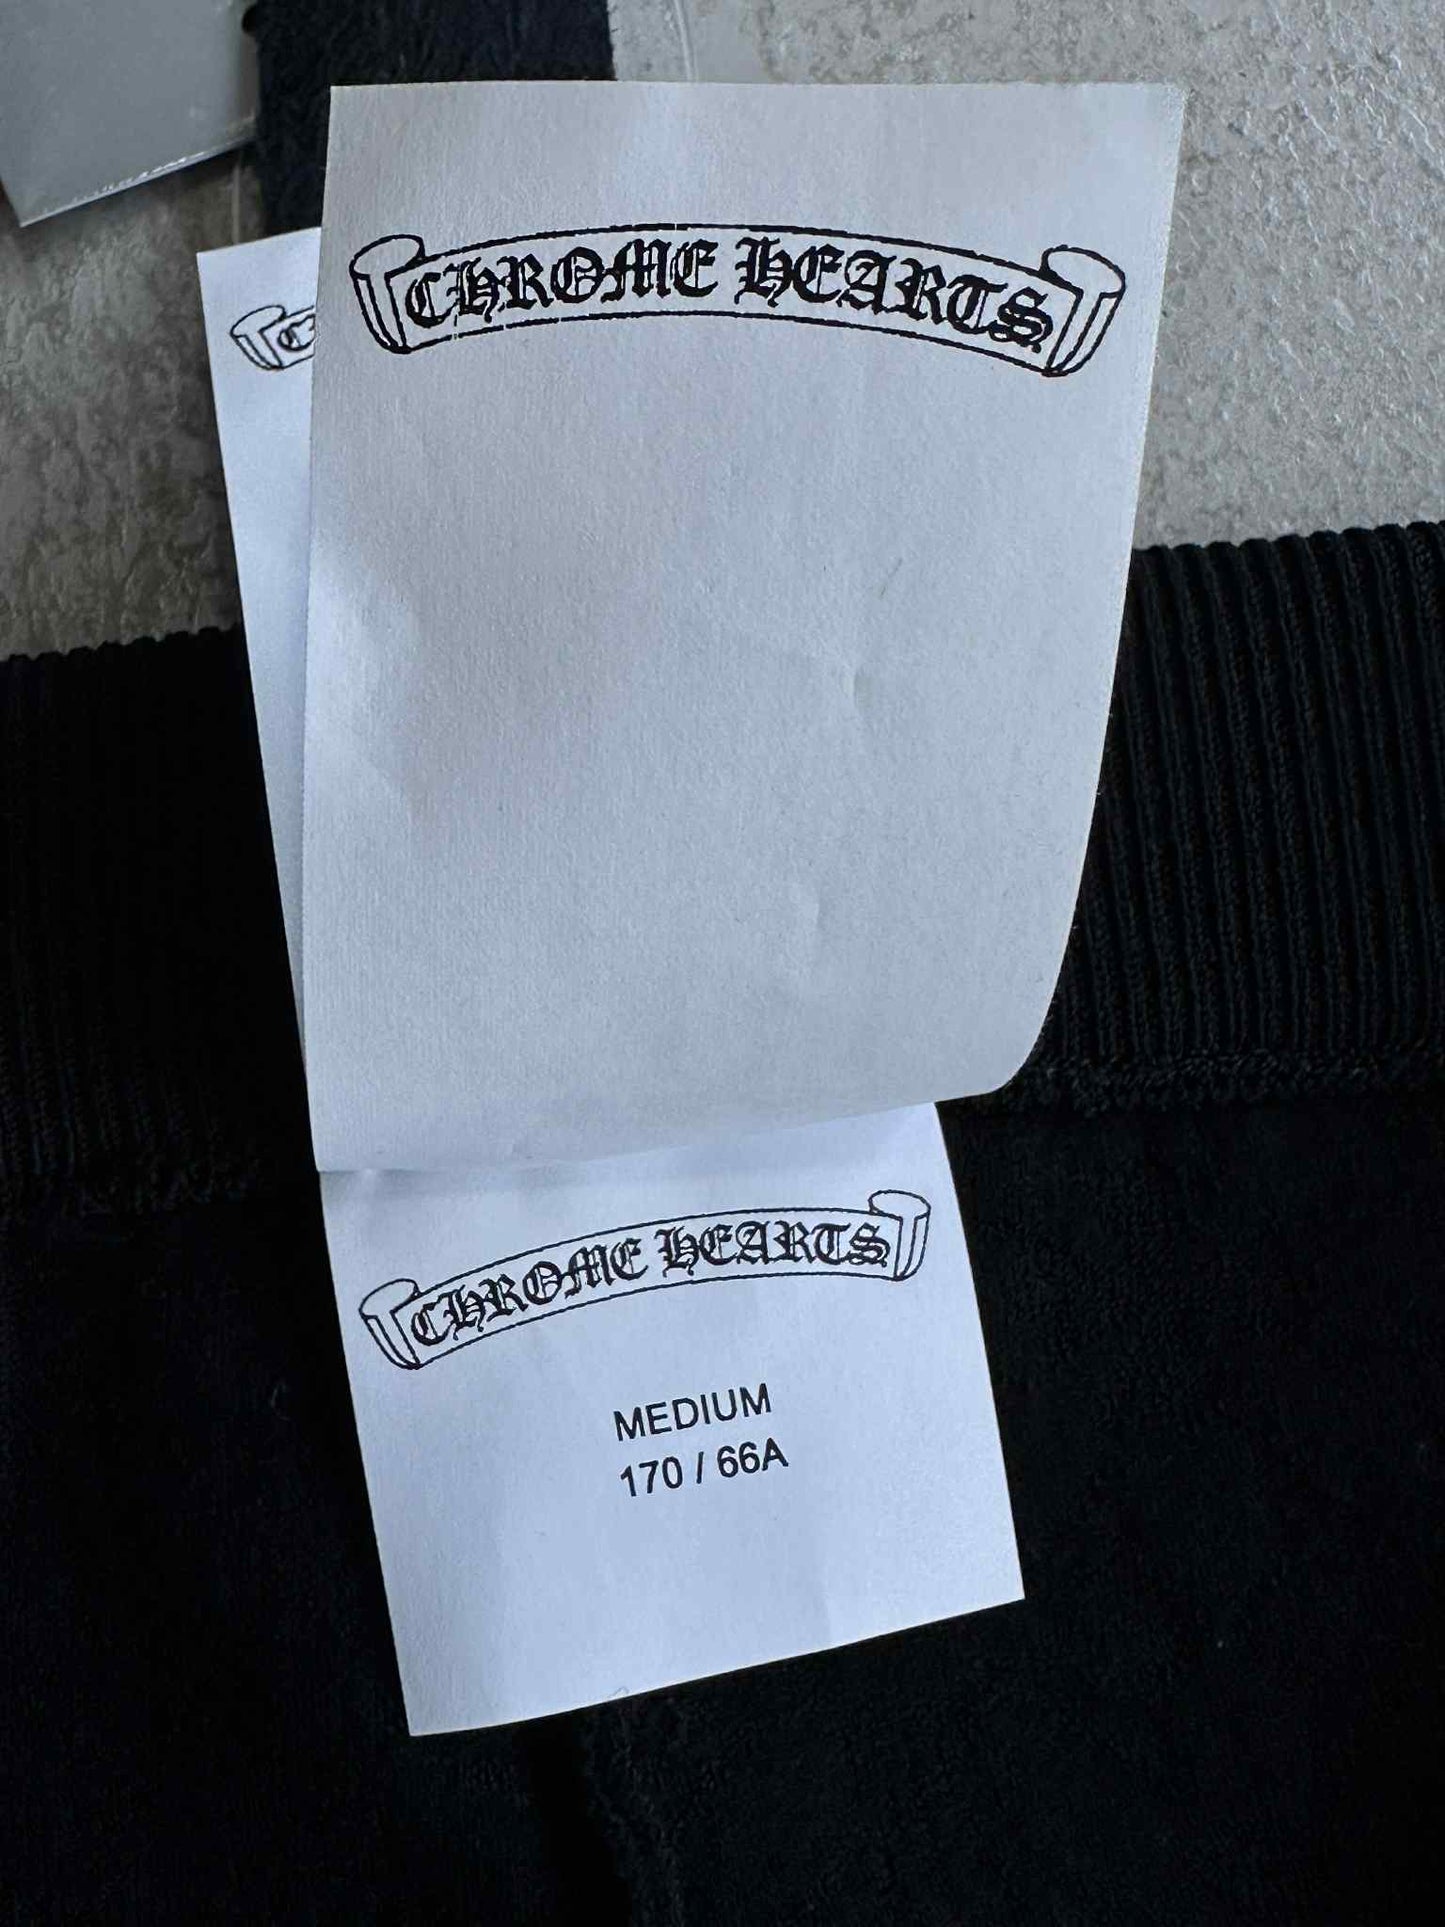 CHROME HEARTS
C
CHROME HEARTS
MEDIUM
170 / 66A